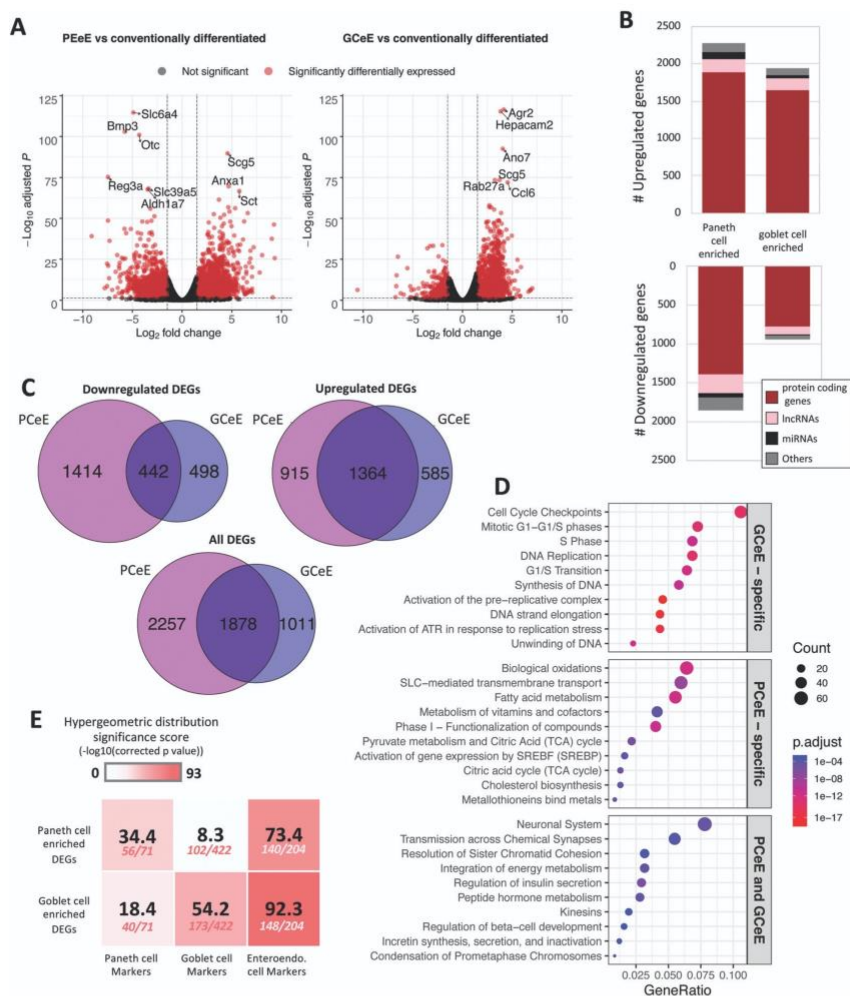 A
PEeE vs conventionally differentiated
GCeE vs conventionally differentiated
Not significant
Significantly differentially expressed
−Log10 adjusted P
125
100
75
50
25
0
Slc6a4
Bmp3
Otc
Reg3a
Slc39a5
Aldh1a7
Scg5
Anxa1
Sct
−10 −5 0 5 10
Log2 fold change
125
100
75
50
25
0
Agr2
Hepacam2
Ano7
Scg5
Rab27a
Ccl6
−10 −5 0 5 10
Log2 fold change
B
# Upregulated genes
2500
2000
1500
1000
500
0
Paneth cell enriched
goblet cell enriched
# Downregulated genes
0
500
1000
1500
2000
2500
protein coding genes
lncRNAs
miRNAs
Others
C
Downregulated DEGs
PCeE
GCeE
1414 442 498
Upregulated DEGs
PCeE
GCeE
915 1364 585
All DEGs
PCeE
GCeE
2257 1878 1011
D
Cell Cycle Checkpoints
Mitotic G1−G1/S phases
S Phase
DNA Replication
G1/S Transition
Synthesis of DNA
Activation of the pre-replicative complex
DNA strand elongation
Activation of ATR in response to replication stress
Unwinding of DNA
GCeE − specific
Biological oxidations
SLC-mediated transmembrane transport
Fatty acid metabolism
Metabolism of vitamins and cofactors
Phase I − Functionalization of compounds
Pyruvate metabolism and Citric Acid (TCA) cycle
Activation of gene expression by SREBF (SREBP)
Citric acid cycle (TCA cycle)
Cholesterol biosynthesis
Metallothioneins bind metals
PCeE − specific
Neuronal System
Transmission across Chemical Synapses
Resolution of Sister Chromatid Cohesion
Integration of energy metabolism
Regulation of insulin secretion
Peptide hormone metabolism
Kinesins
Regulation of beta-cell development
Incretin synthesis, secretion, and inactivation
Condensation of Prometaphase Chromosomes
PCeE and GCeE
0.025 0.050 0.075 0.100
GeneRatio
Count
20
40
60
p.adjust
1e−04
1e−08
1e−12
1e−17
E
Hypergeometric distribution
significance score
(-log10(corrected p value))
0 93
Paneth cell enriched DEGs
34.4 8.3 73.4
56/71 102/422 140/204
Goblet cell enriched DEGs
18.4 54.2 92.3
40/71 173/422 148/204
Paneth cell Markers
Goblet cell Markers
Enteroendo. cell Markers